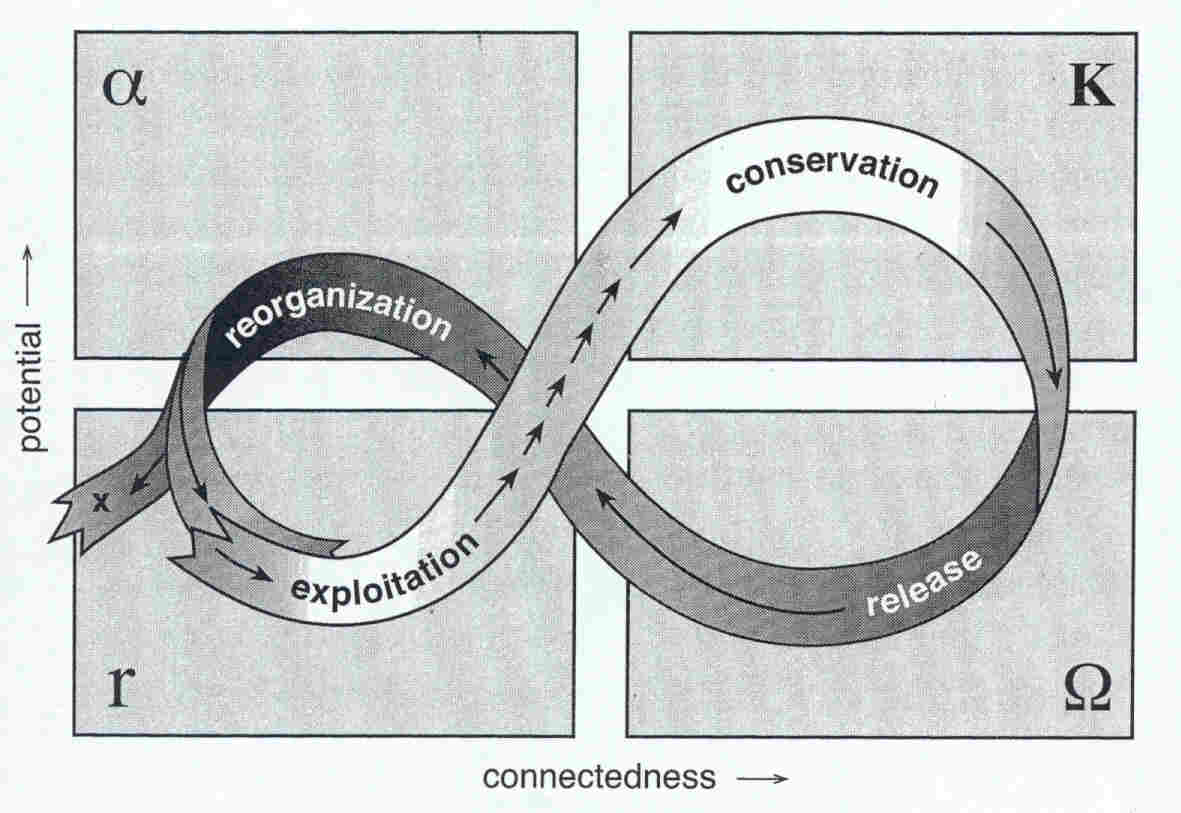 α
K
conservation
reorganization
potential
x
exploitation
release
r
Ω
connectedness